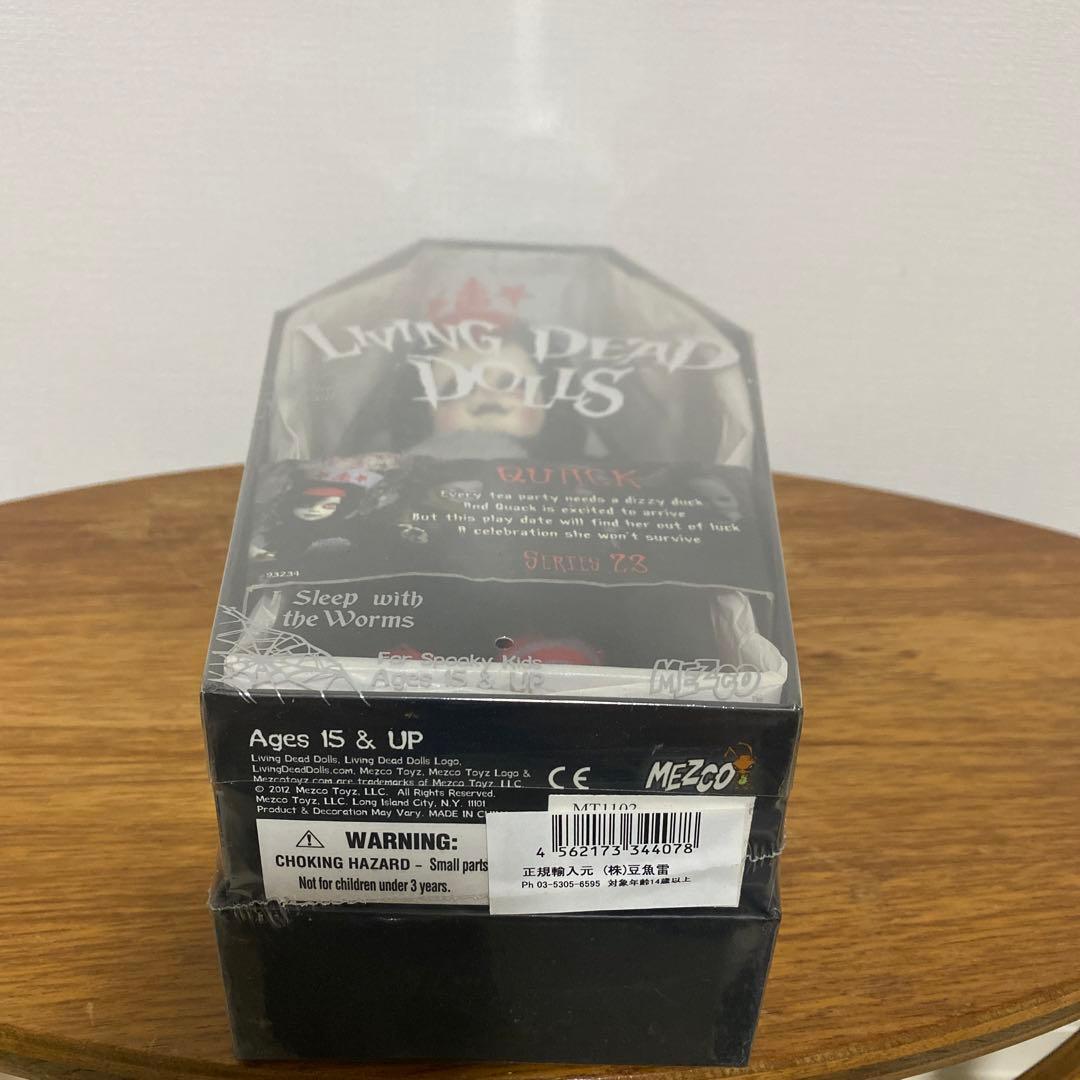 LIVING DEAD
DOLLS
QUACK
Every tea party needs a dizzy duck
And Quack is excited to arrive
But this play date will find her out of luck
A celebration she won't survive
SERIES 23
93234
I Sleep with
the Worms
For Spooky Kids
Ages 15 & UP
MEZCO
Ages 15 & UP
Living Dead Dolls, Living Dead Dolls Logo,
LivingDeadDolls.com, Mezco Toyz, Mezco Toyz Logo &
Mezcotoyz.com are trademarks of Mezco Toyz, LLC.
© 2012 Mezco Toyz, LLC. All Rights Reserved.
Mezco Toyz, LLC. Long Island City, N.Y. 11101
Product & Decoration May Vary. MADE IN
CE
MEZCO
WARNING:
CHOKING HAZARD - Small parts
Not for children under 3 years.
MT1102
4 562173 344078
正規輸入元 (株)豆魚雷
Ph 03-5305-6595 対象年齢14歳以上